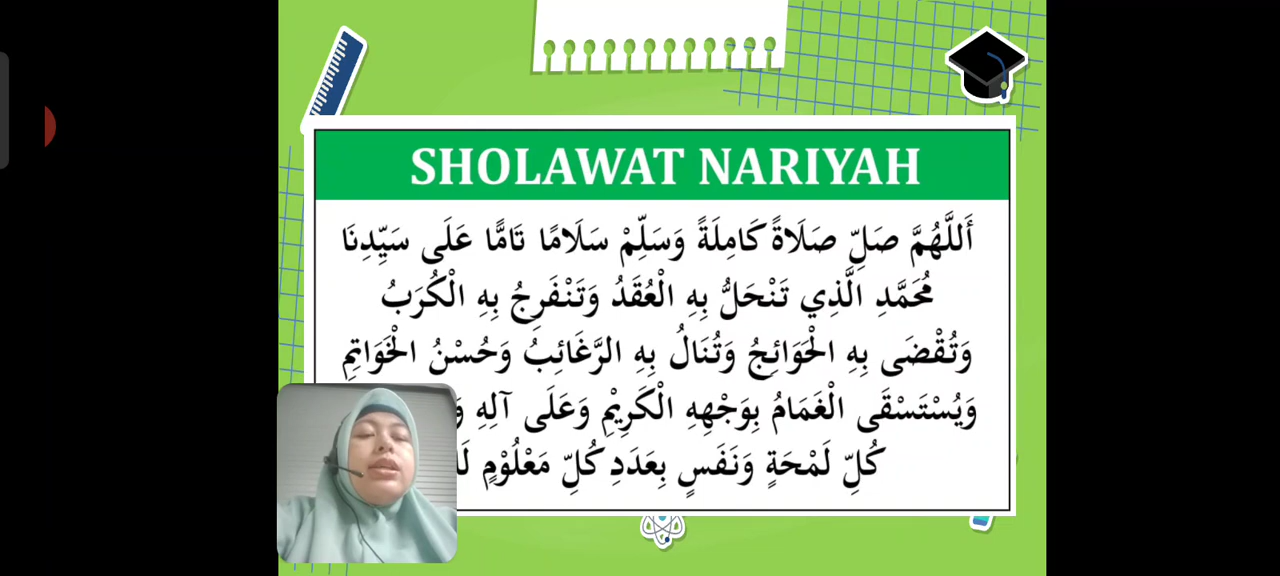 SHOLAWAT NARIYAH
أَللَّهُمَّ صَلِّ صَلَاةً كَامِلَةً وَسَلِّمْ سَلَامًا تَامًّا عَلَى سَيِّدِنَا
مُحَمَّدِ الَّذِي تَنْحَلُّ بِهِ الْعُقَدُ وَتَنْفَرِجُ بِهِ الْكُرَبُ
وَتُقْضَى بِهِ الْحَوَائِجُ وَتُنَالُ بِهِ الرَّغَائِبُ وَحُسْنُ الْخَوَاتِمِ
وَيُسْتَسْقَى الْغَمَامُ بِوَجْهِهِ الْكَرِيْمِ وَعَلَى آلِهِ
كُلِّ لَمْحَةٍ وَنَفَسٍ بِعَدَدِ كُلِّ مَعْلُوْمٍ